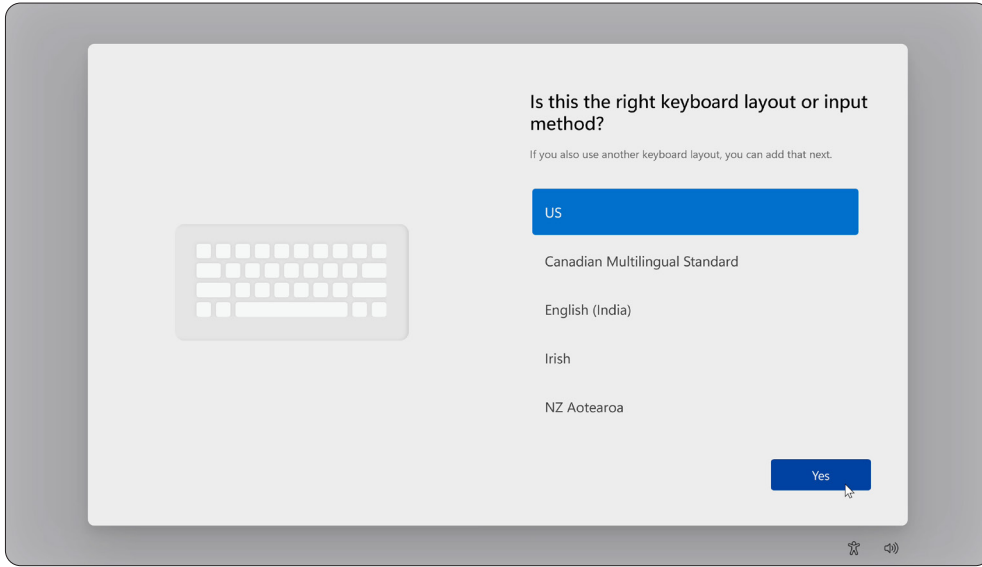 Is this the right keyboard layout or input
method?
If you also use another keyboard layout, you can add that next.
US
Canadian Multilingual Standard
English (India)
Irish
NZ Aotearoa
Yes